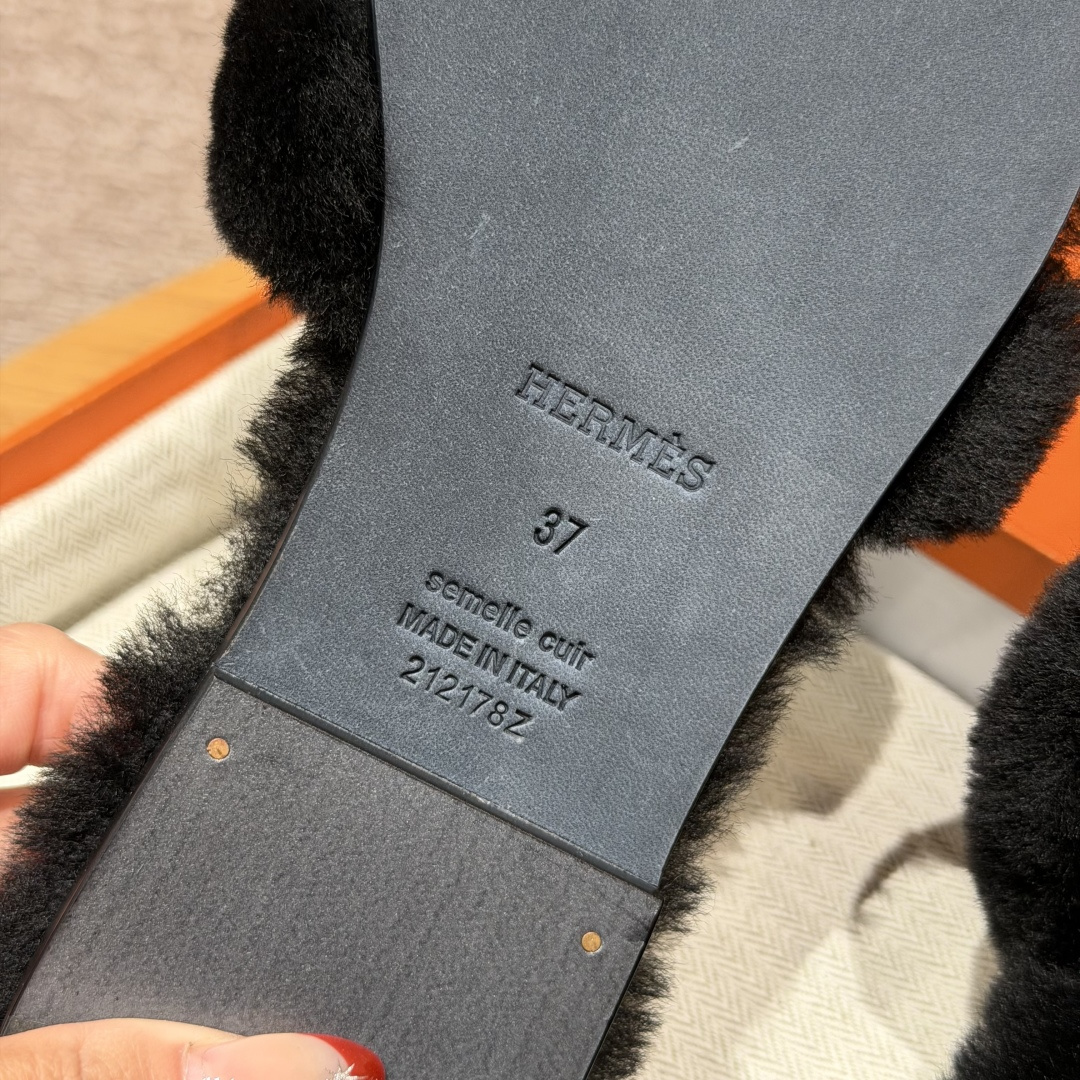 HERMÈS
37
semelle cuir
MADE IN ITALY
212178Z